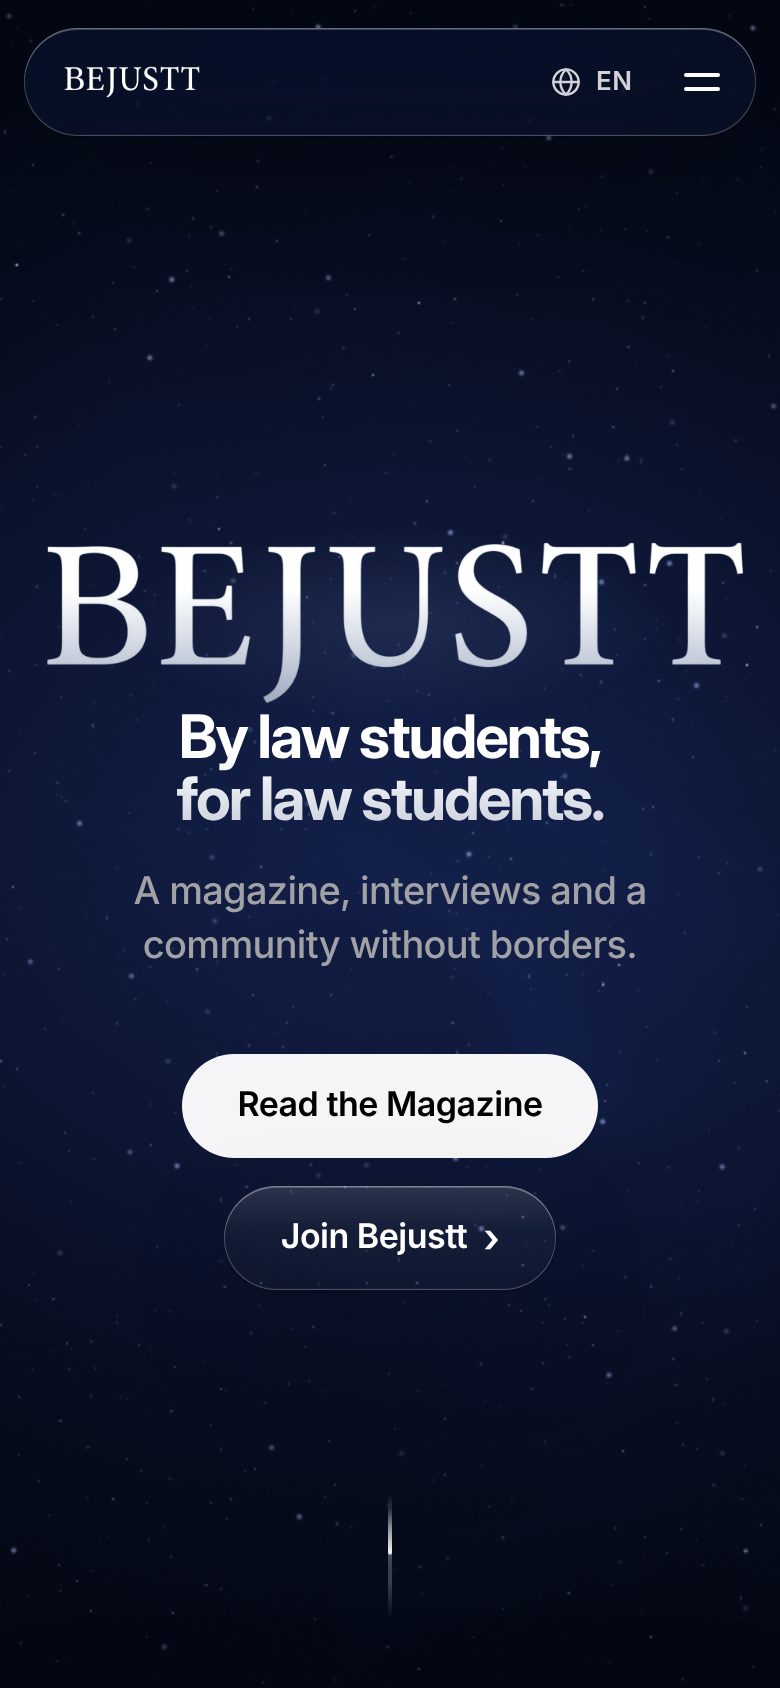 BEJUSTT
EN
BEJUSTT
By law students,
for law students.
A magazine, interviews and a
community without borders.
Read the Magazine
Join Bejustt ›